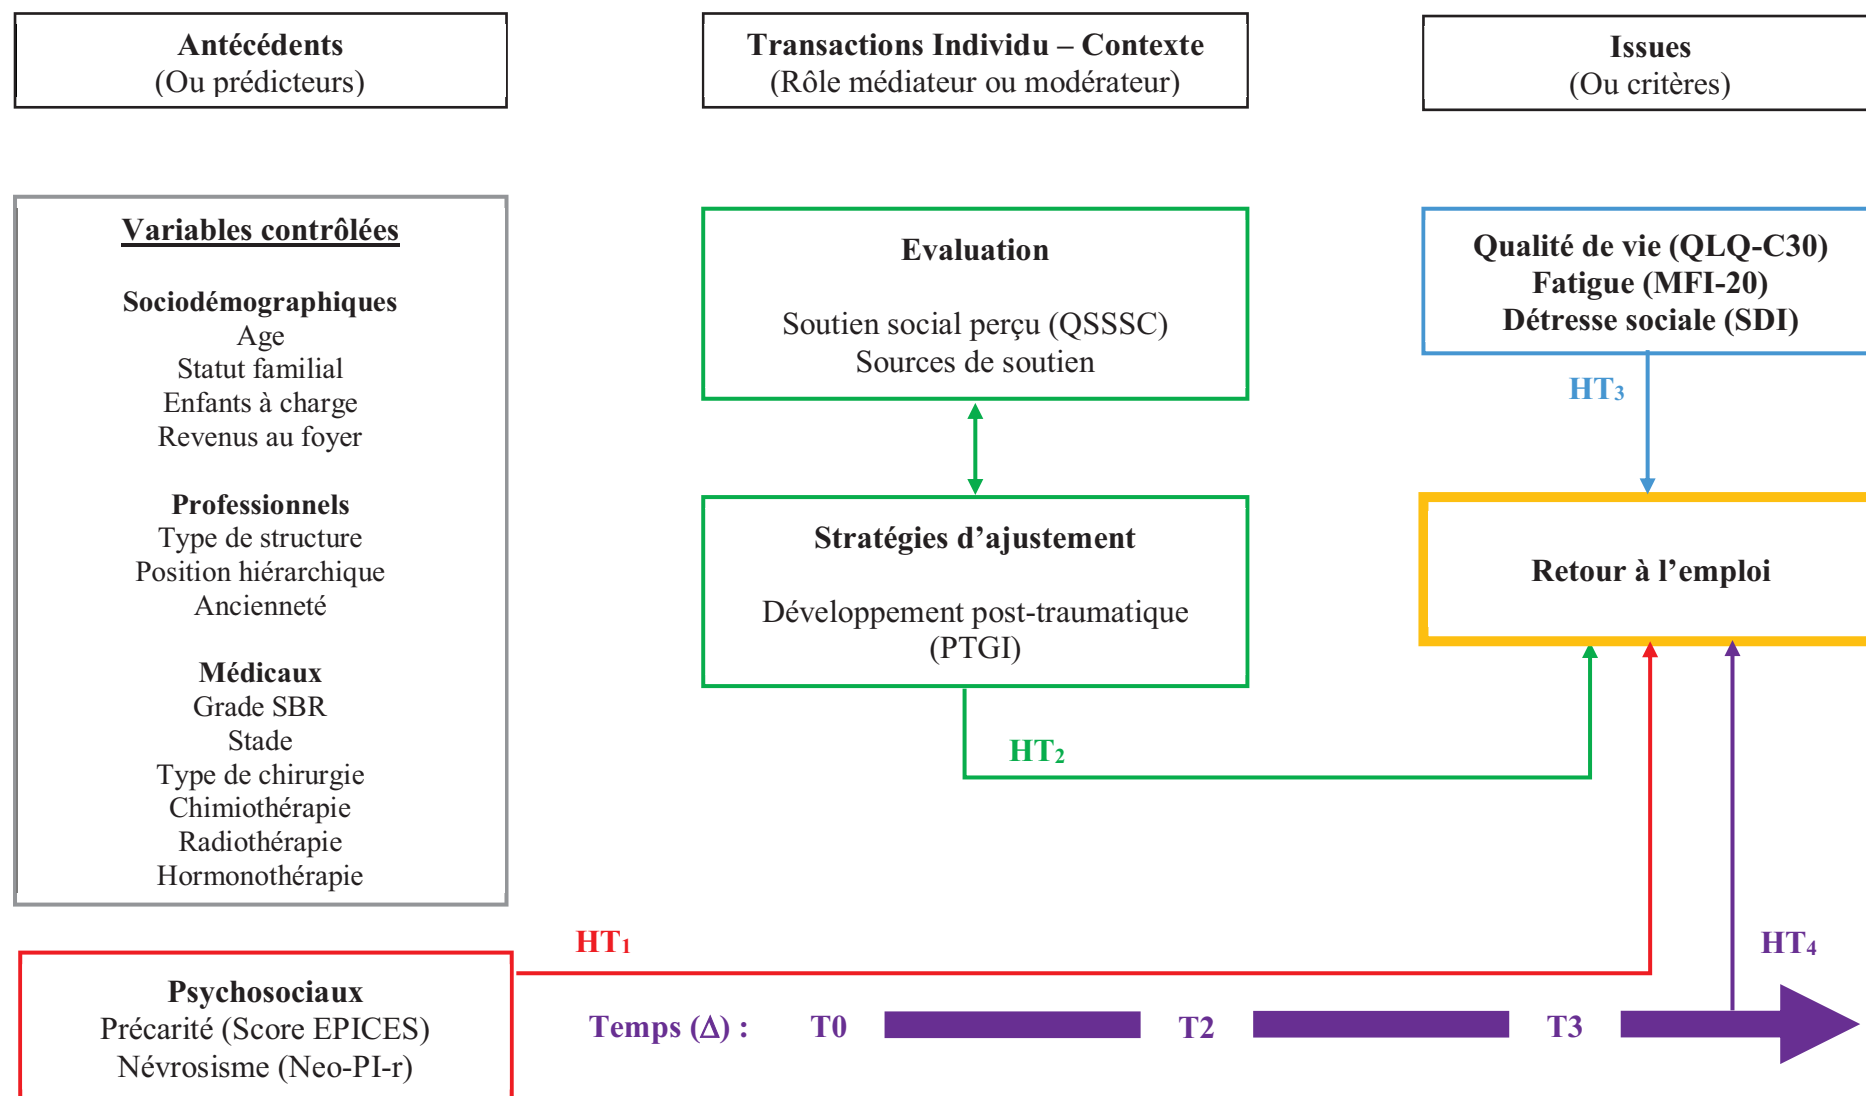 Antécédents
(Ou prédicteurs)
Transactions Individu – Contexte
(Rôle médiateur ou modérateur)
Issues
(Ou critères)
Variables contrôlées
Sociodémographiques
Age
Statut familial
Enfants à charge
Revenus au foyer
Professionnels
Type de structure
Position hiérarchique
Ancienneté
Médicaux
Grade SBR
Stade
Type de chirurgie
Chimiothérapie
Radiothérapie
Hormonothérapie
Psychosociaux
Précarité (Score EPICES)
Névrosisme (Neo-PI-r)
Evaluation
Soutien social perçu (QSSSC)
Sources de soutien
Stratégies d’ajustement
Développement post-traumatique
(PTGI)
Qualité de vie (QLQ-C30)
Fatigue (MFI-20)
Détresse sociale (SDI)
HT3
Retour à l’emploi
HT2
HT1
HT4
Temps (Δ) : T0 T2 T3